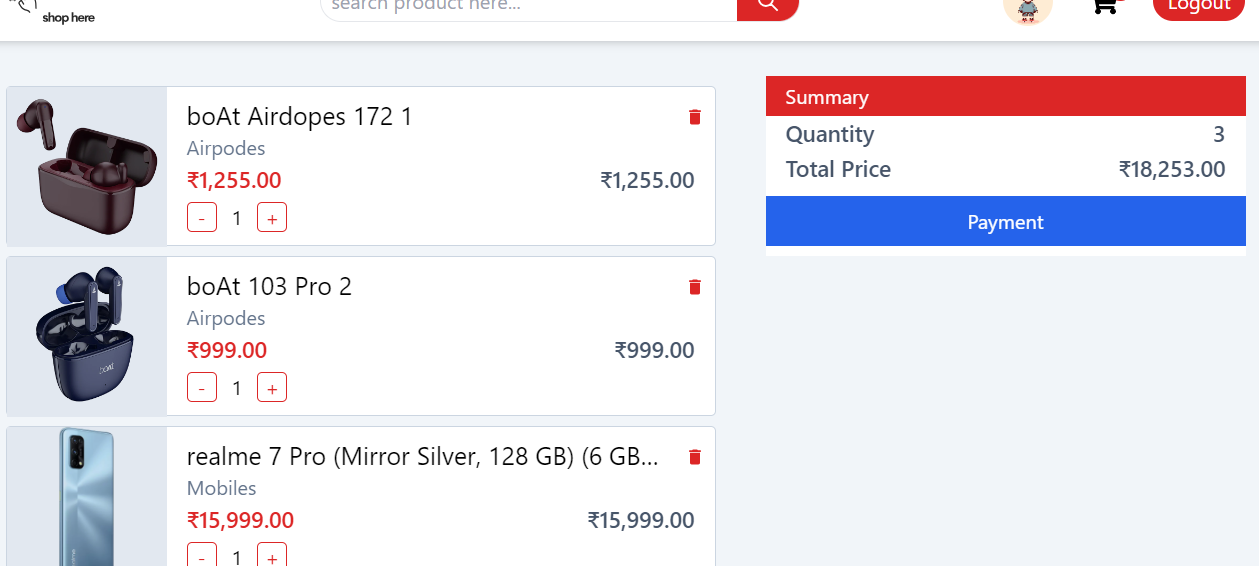 shop here
search product here...
Logout
boAt Airdopes 172 1
Airpodes
₹1,255.00 ₹1,255.00
- 1 +
boAt 103 Pro 2
Airpodes
₹999.00 ₹999.00
- 1 +
realme 7 Pro (Mirror Silver, 128 GB) (6 GB...
Mobiles
₹15,999.00 ₹15,999.00
- 1 +
Summary
Quantity 3
Total Price ₹18,253.00
Payment